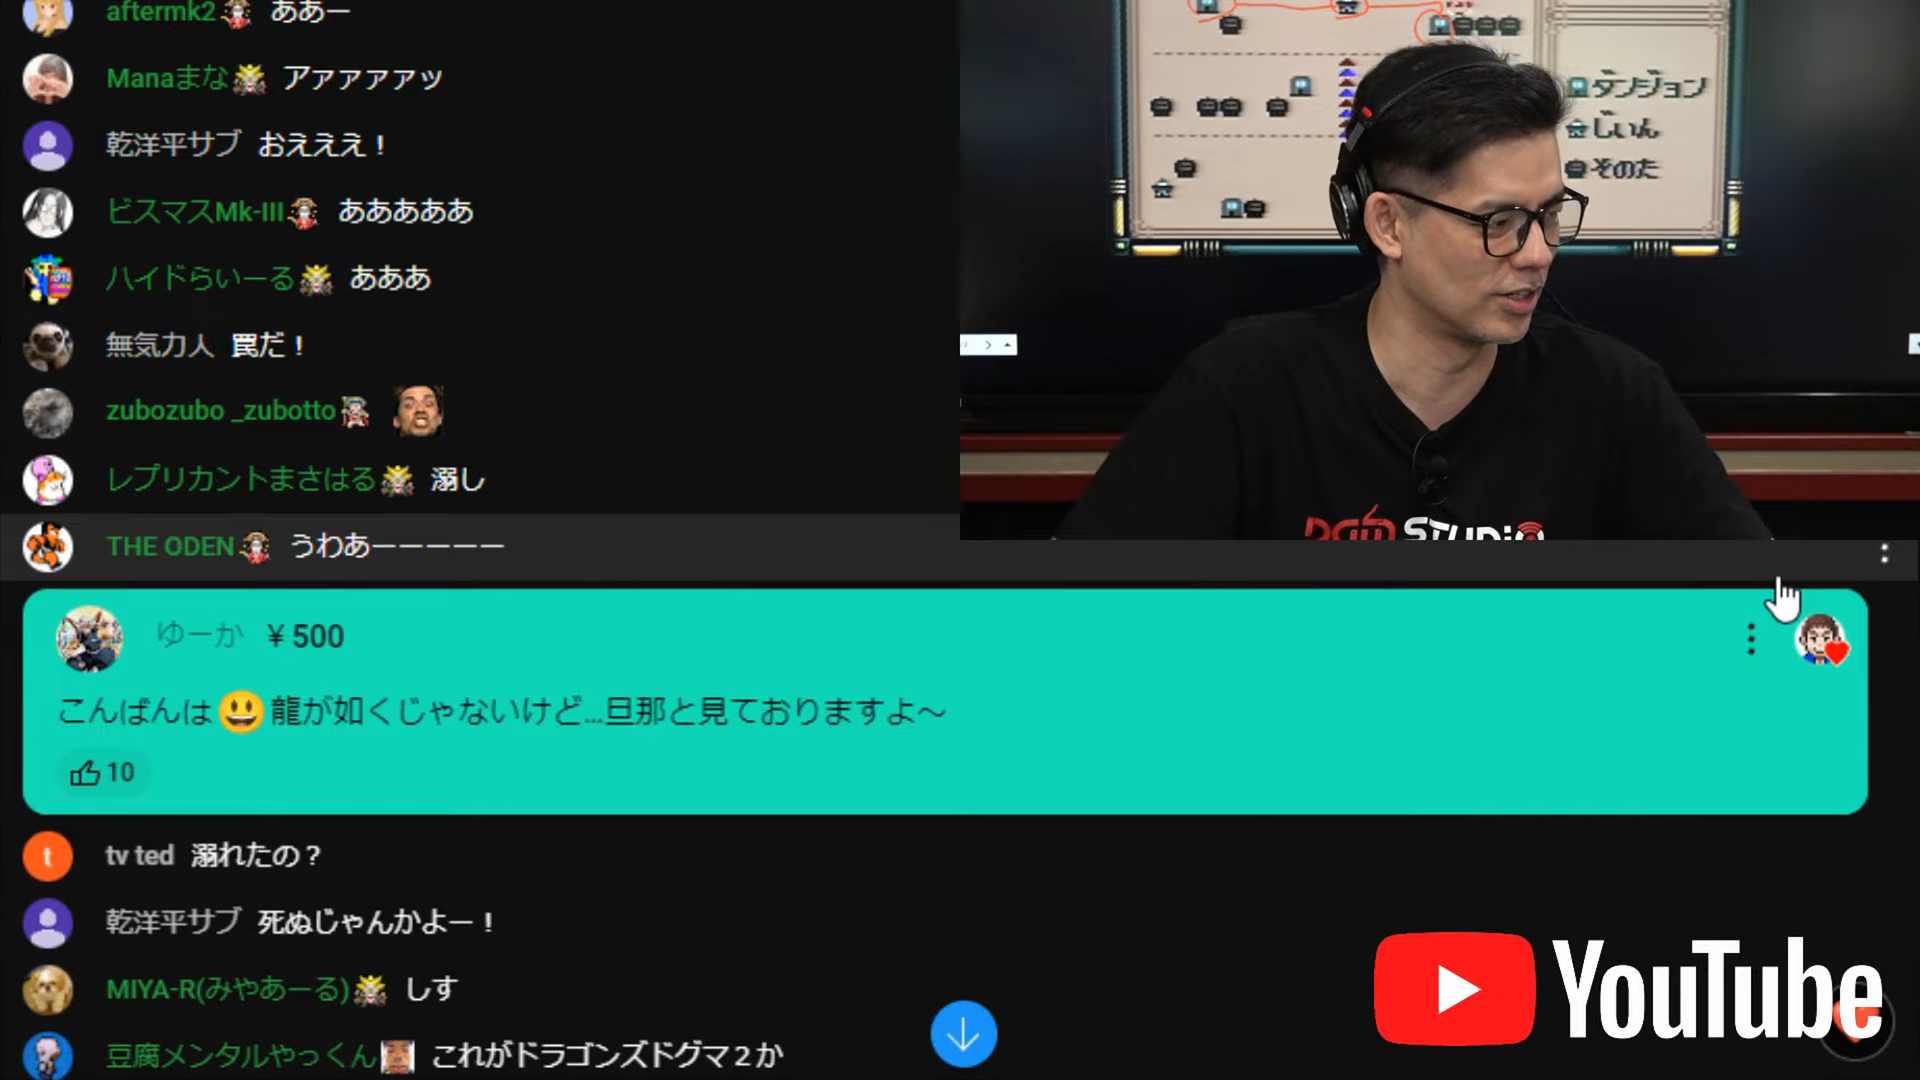 aftermk2 ああー
Manaまな アァァァァッ
乾洋平サブ おえええ！
ビスマスMk-III あああああ
ハイドらいーる あああ
無気力人 罠だ！
zubozubo _zubotto
レプリカントまさはる 溺し
THE ODEN うわあーーーーー
ダンジョン
しいん
そのた
STUDIO
ゆーか ￥500
こんばんは😃龍が如くじゃないけど...旦那と見ておりますよ～
10
t tv ted 溺れたの？
乾洋平サブ 死ぬじゃんかよー！
MIYA-R(みやあーる) しす
豆腐メンタルやっくん これがドラゴンズドグマ２か
YouTube